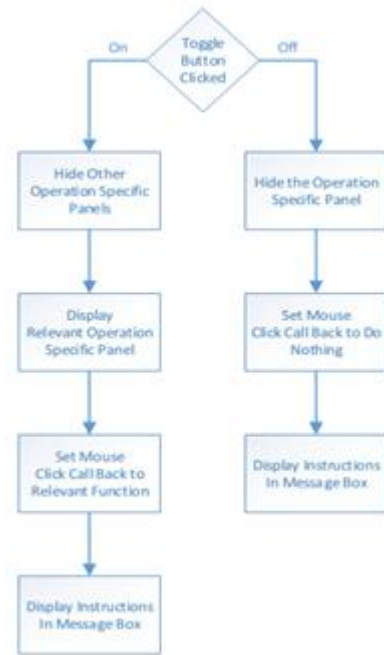 Toggle
Button
Clicked
On
Off
Hide Other
Operation Specific
Panels
Hide the Operation
Specific Panel
Display
Relevant Operation
Specific Panel
Set Mouse
Click Call Back to Do
Nothing
Set Mouse
Click Call Back to
Relevant Function
Display Instructions
In Message Box
Display Instructions
In Message Box